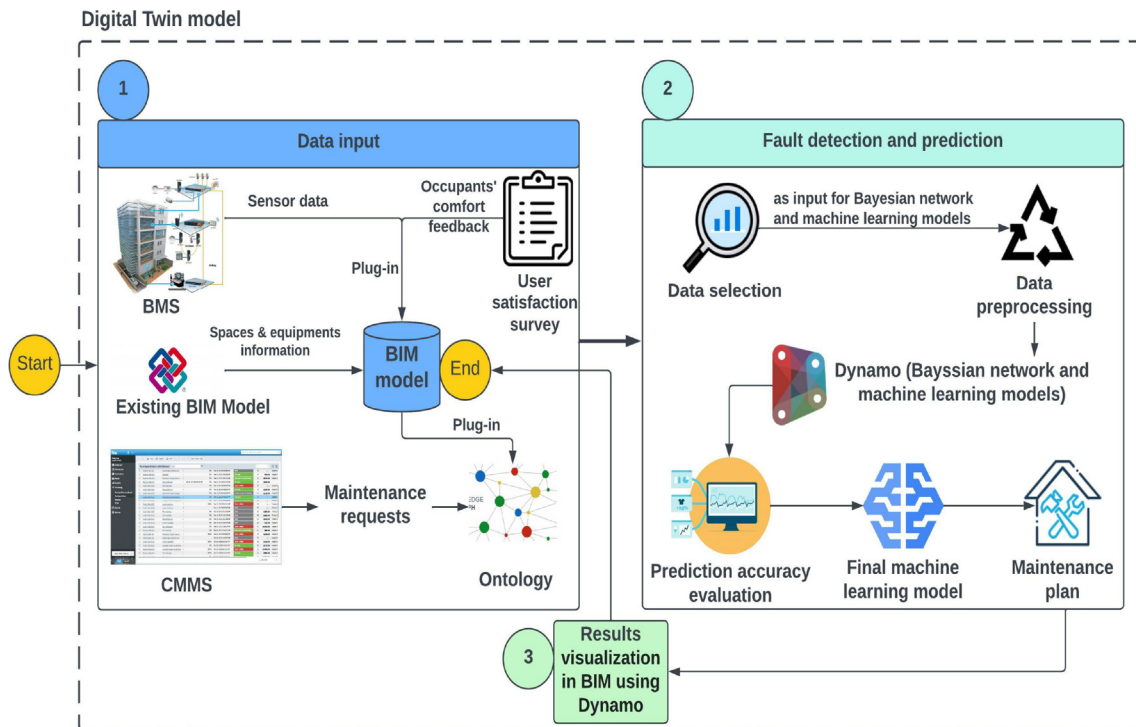 Digital Twin model
1
Data input
BMS
Sensor data
Occupants'
comfort
feedback
Plug-in
User
satisfaction
survey
Start
Spaces & equipments
information
Existing BIM Model
BIM
model
End
Plug-in
CMMS
Maintenance
requests
EDGE
Ontology
2
Fault detection and prediction
Data selection
as input for Bayesian network
and machine learning models
Data
preprocessing
Dynamo (Bayssian network and
machine learning models)
Prediction accuracy
evaluation
Final machine
learning model
Maintenance
plan
3
Results
visualization
in BIM using
Dynamo